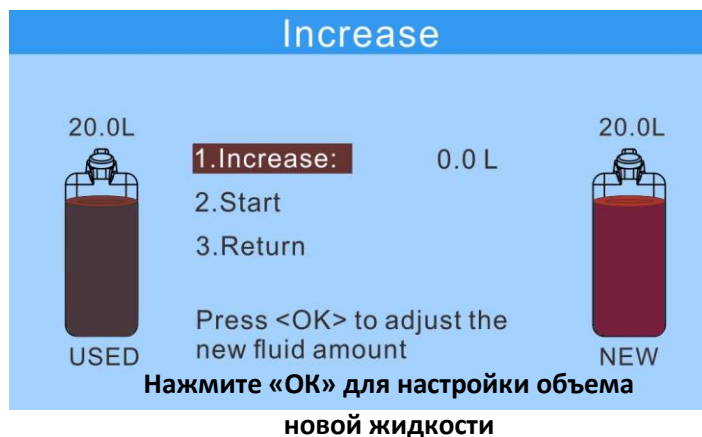 Increase
20.0L
20.0L
1.Increase: 0.0 L
2.Start
3.Return
Press <OK> to adjust the
new fluid amount
USED
NEW
Нажмите «ОК» для настройки объема
новой жидкости